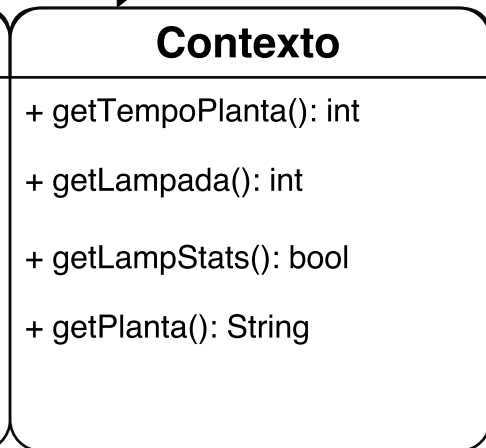 Contexto
+ getTempoPlanta(): int
+ getLampada(): int
+ getLampStats(): bool
+ getPlanta(): String